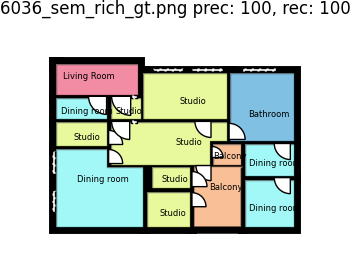 6036_sem_rich_gt.png prec: 100, rec: 100
Living Room
Dining room
Studio
Studio
Bathroom
Studio
Studio
Balcony
Dining room
Dining room
Studio
Balcony
Studio
Dining room